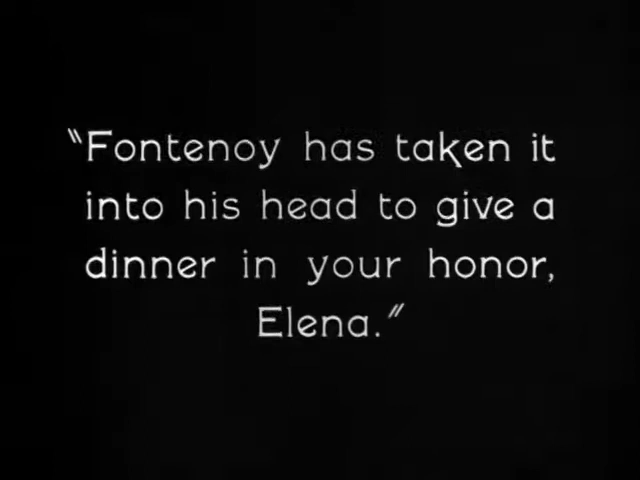 "Fontenoy has taken it
into his head to give a
dinner in your honor,
Elena."